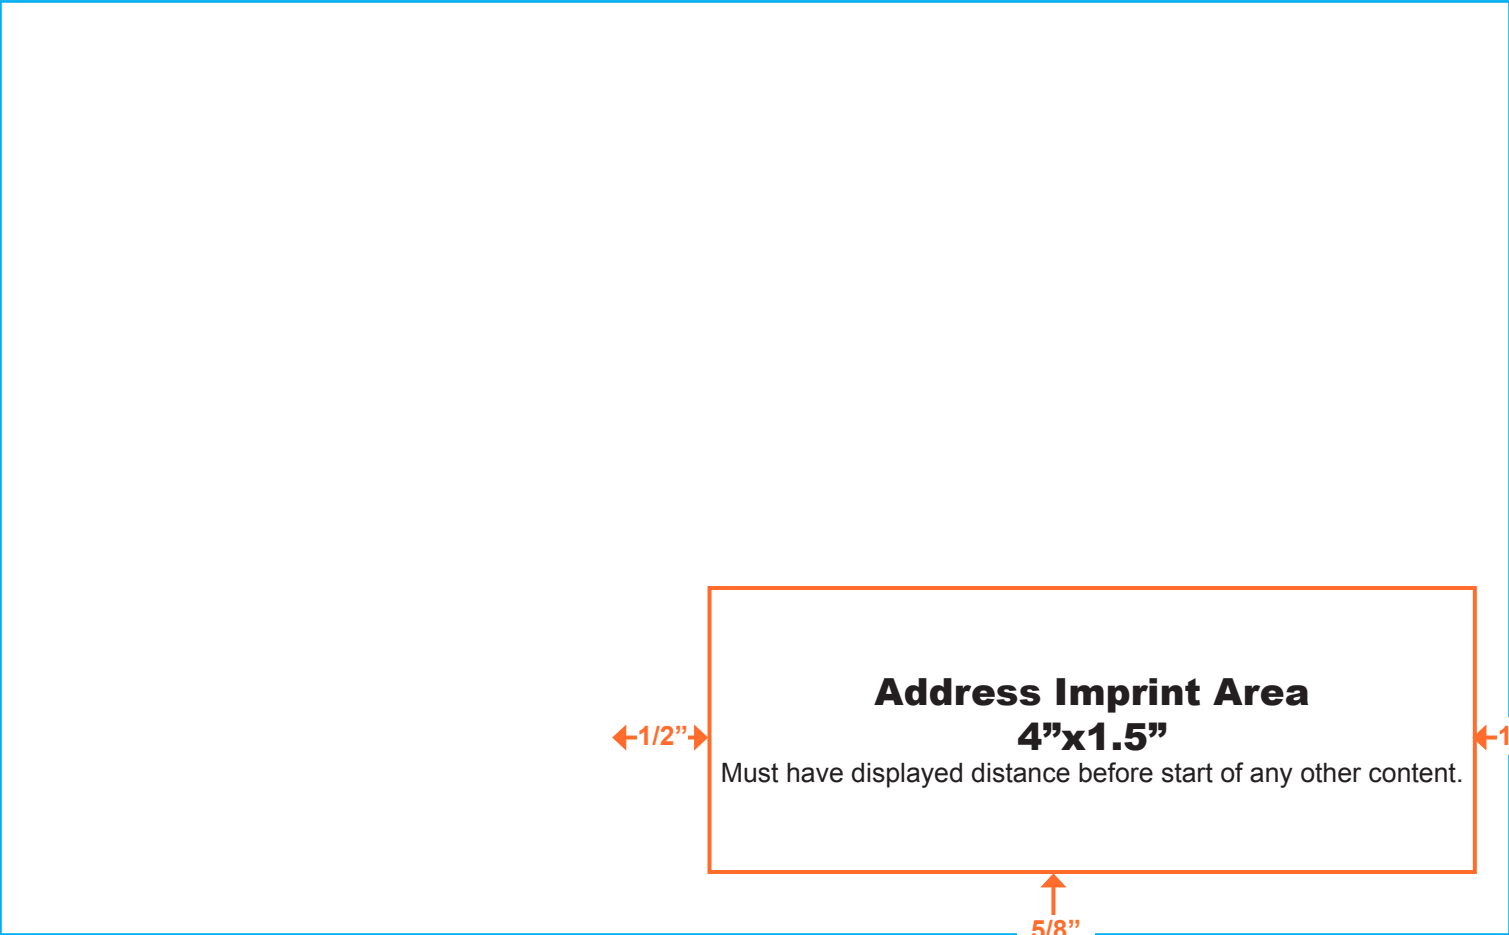 Address Imprint Area
4”x1.5”
Must have displayed distance before start of any other content.
1/2”
1
5/8”